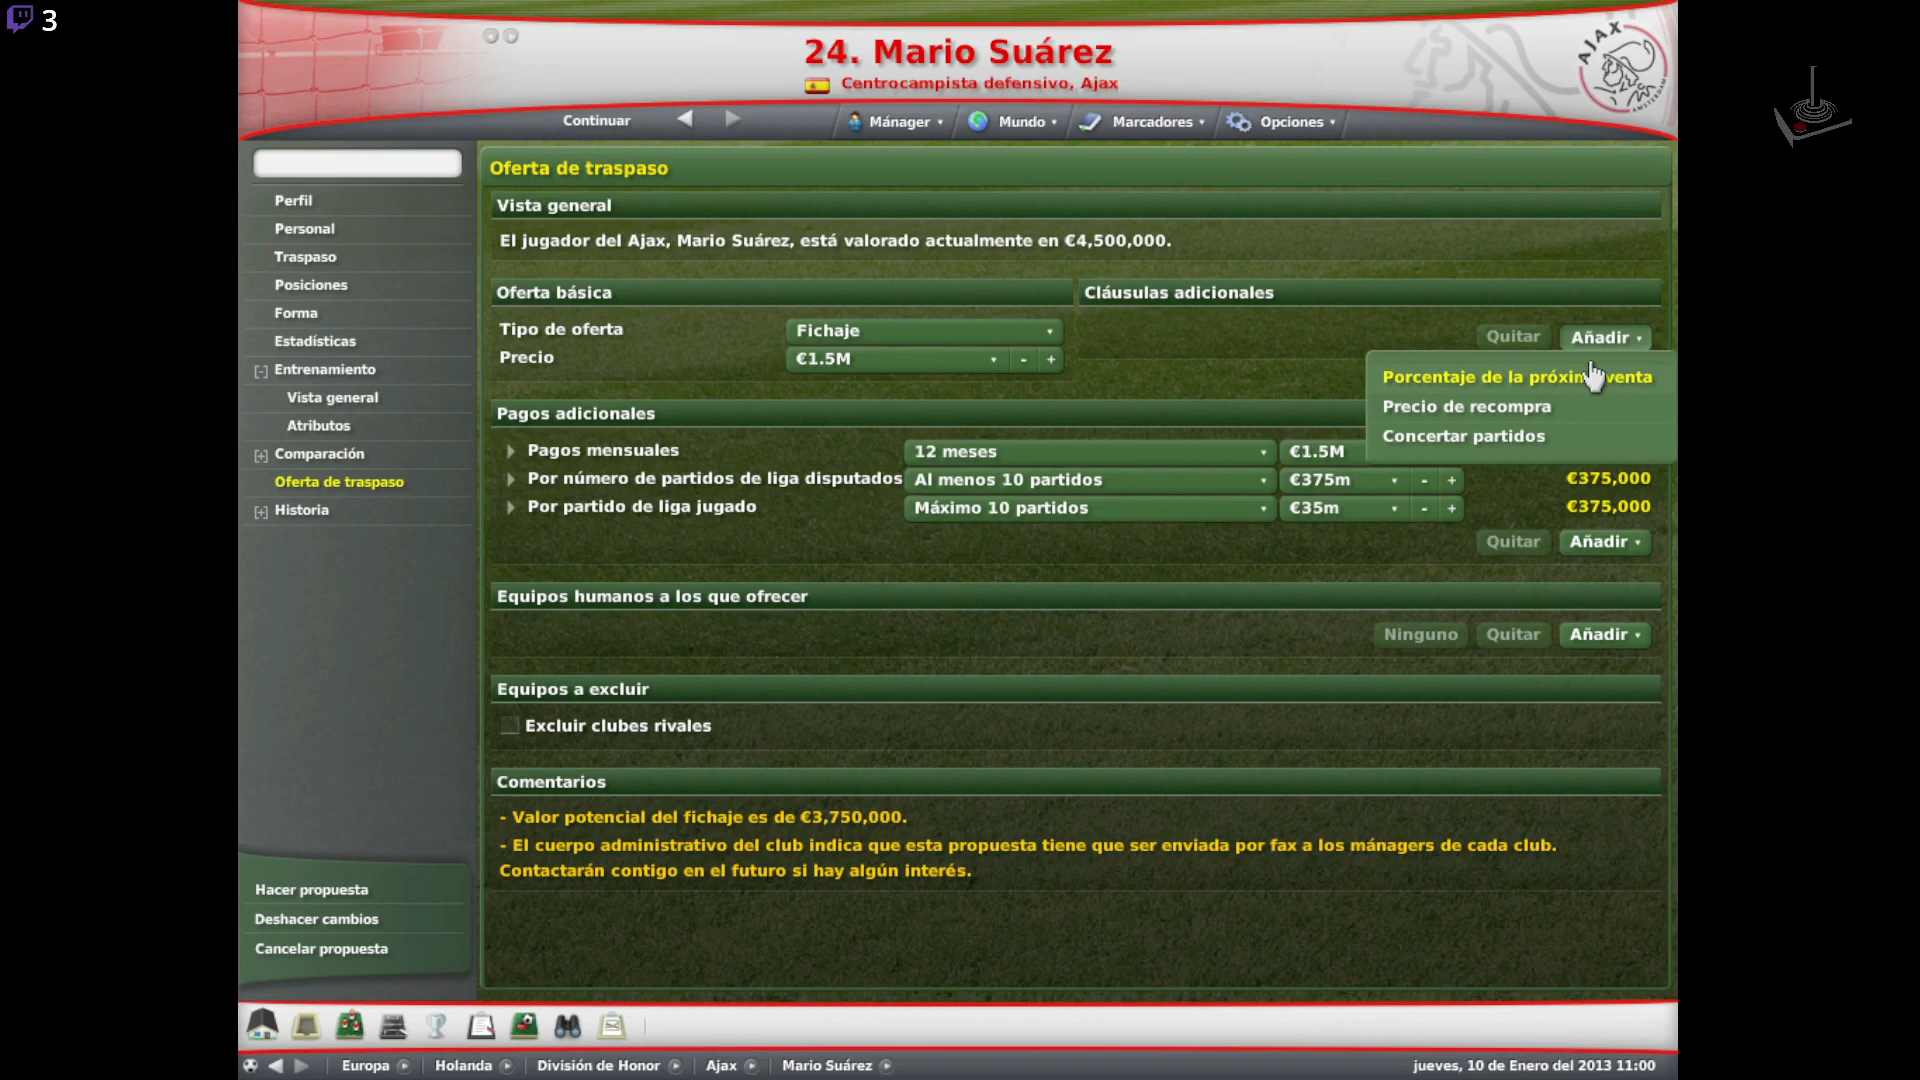 3
24. Mario Suárez
Centrocampista defensivo, Ajax
AJAX
AMSTERDAM
Continuar
Mánager
Mundo
Marcadores
Opciones
Perfil
Personal
Traspaso
Posiciones
Forma
Estadísticas
[-] Entrenamiento
Vista general
Atributos
[+] Comparación
Oferta de traspaso
[+] Historia
Hacer propuesta
Deshacer cambios
Cancelar propuesta
Oferta de traspaso
Vista general
El jugador del Ajax, Mario Suárez, está valorado actualmente en €4,500,000.
Oferta básica
Tipo de oferta Fichaje
Precio €1.5M - +
Cláusulas adicionales
Quitar Añadir
Porcentaje de la próxim venta
Precio de recompra
Concertar partidos
Pagos adicionales
Pagos mensuales 12 meses €1.5M
Por número de partidos de liga disputados Al menos 10 partidos €375m - + €375,000
Por partido de liga jugado Máximo 10 partidos €35m - + €375,000
Quitar Añadir
Equipos humanos a los que ofrecer
Ninguno Quitar Añadir
Equipos a excluir
Excluir clubes rivales
Comentarios
- Valor potencial del fichaje es de €3,750,000.
- El cuerpo administrativo del club indica que esta propuesta tiene que ser enviada por fax a los mánagers de cada club.
Contactarán contigo en el futuro si hay algún interés.
Europa Holanda División de Honor Ajax Mario Suárez jueves, 10 de Enero del 2013 11:00